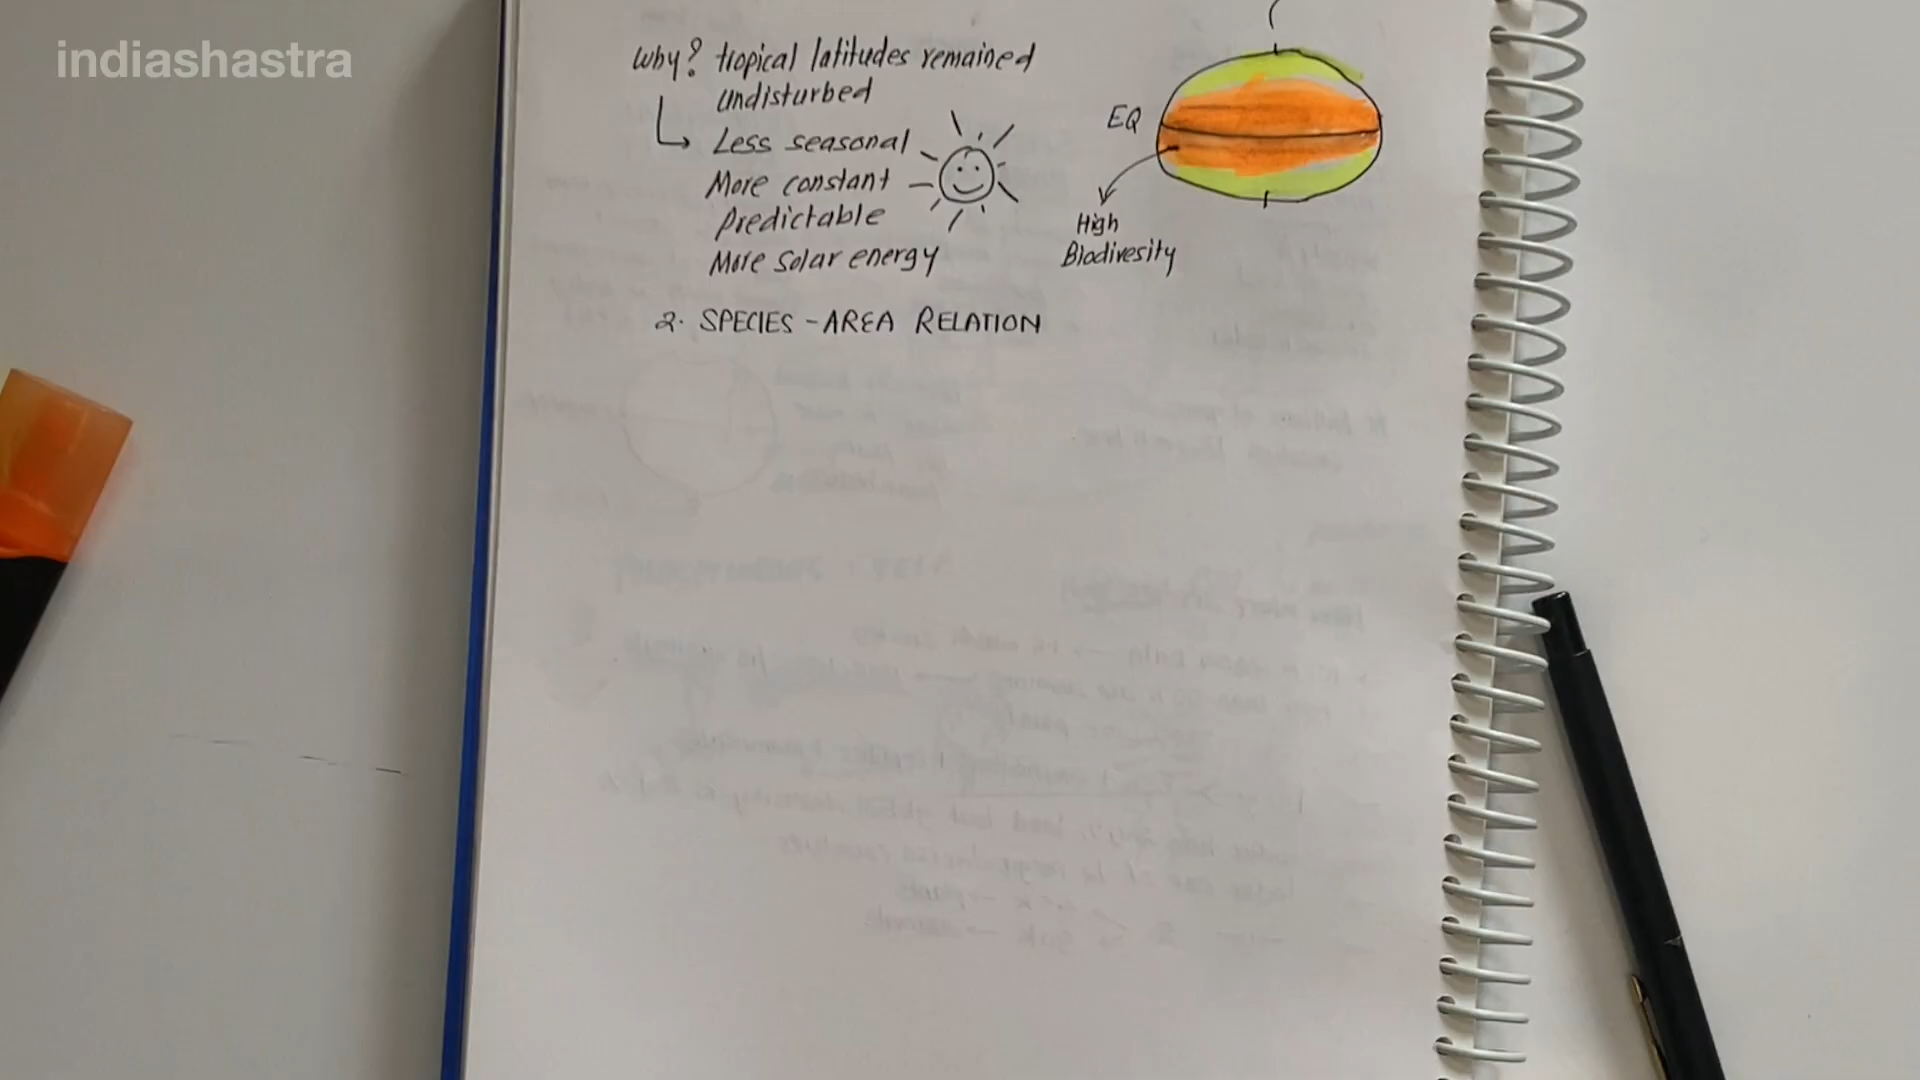 indiashastra
Why? tropical latitudes remained
undisturbed
Less seasonal
More constant
Predictable
More solar energy
EQ
High
Biodivesity
2. SPECIES - AREA RELATION